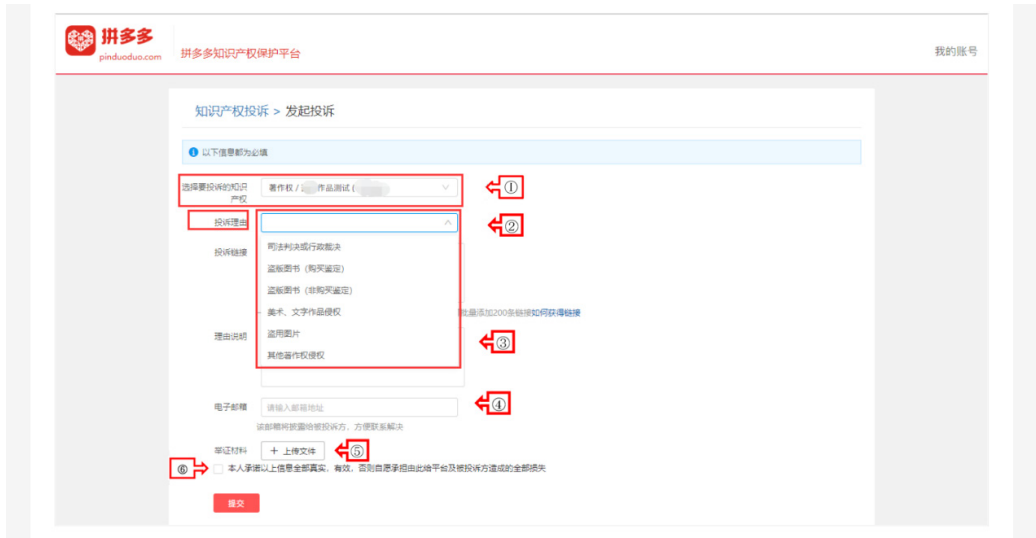 拼多多
pinduoduo.com
拼多多知识产权保护平台
我的账号
知识产权投诉 > 发起投诉
以下信息都为必填
选择要投诉的知识产权
著作权 / 作品测试 (
①
投诉理由
②
投诉链接
司法判决或行政裁决
盗版图书（购买鉴定）
盗版图书（非购买鉴定）
美术、文字作品侵权
批量添加200条链接如何获得链接
理由说明
盗用图片
③
其他著作权侵权
电子邮箱
请输入邮箱地址
④
该邮箱将披露给被投诉方，方便联系解决
举证材料
+ 上传文件
⑤
⑥
本人承诺以上信息全部真实，有效，否则自愿承担由此给平台及被投诉方造成的全部损失
提交